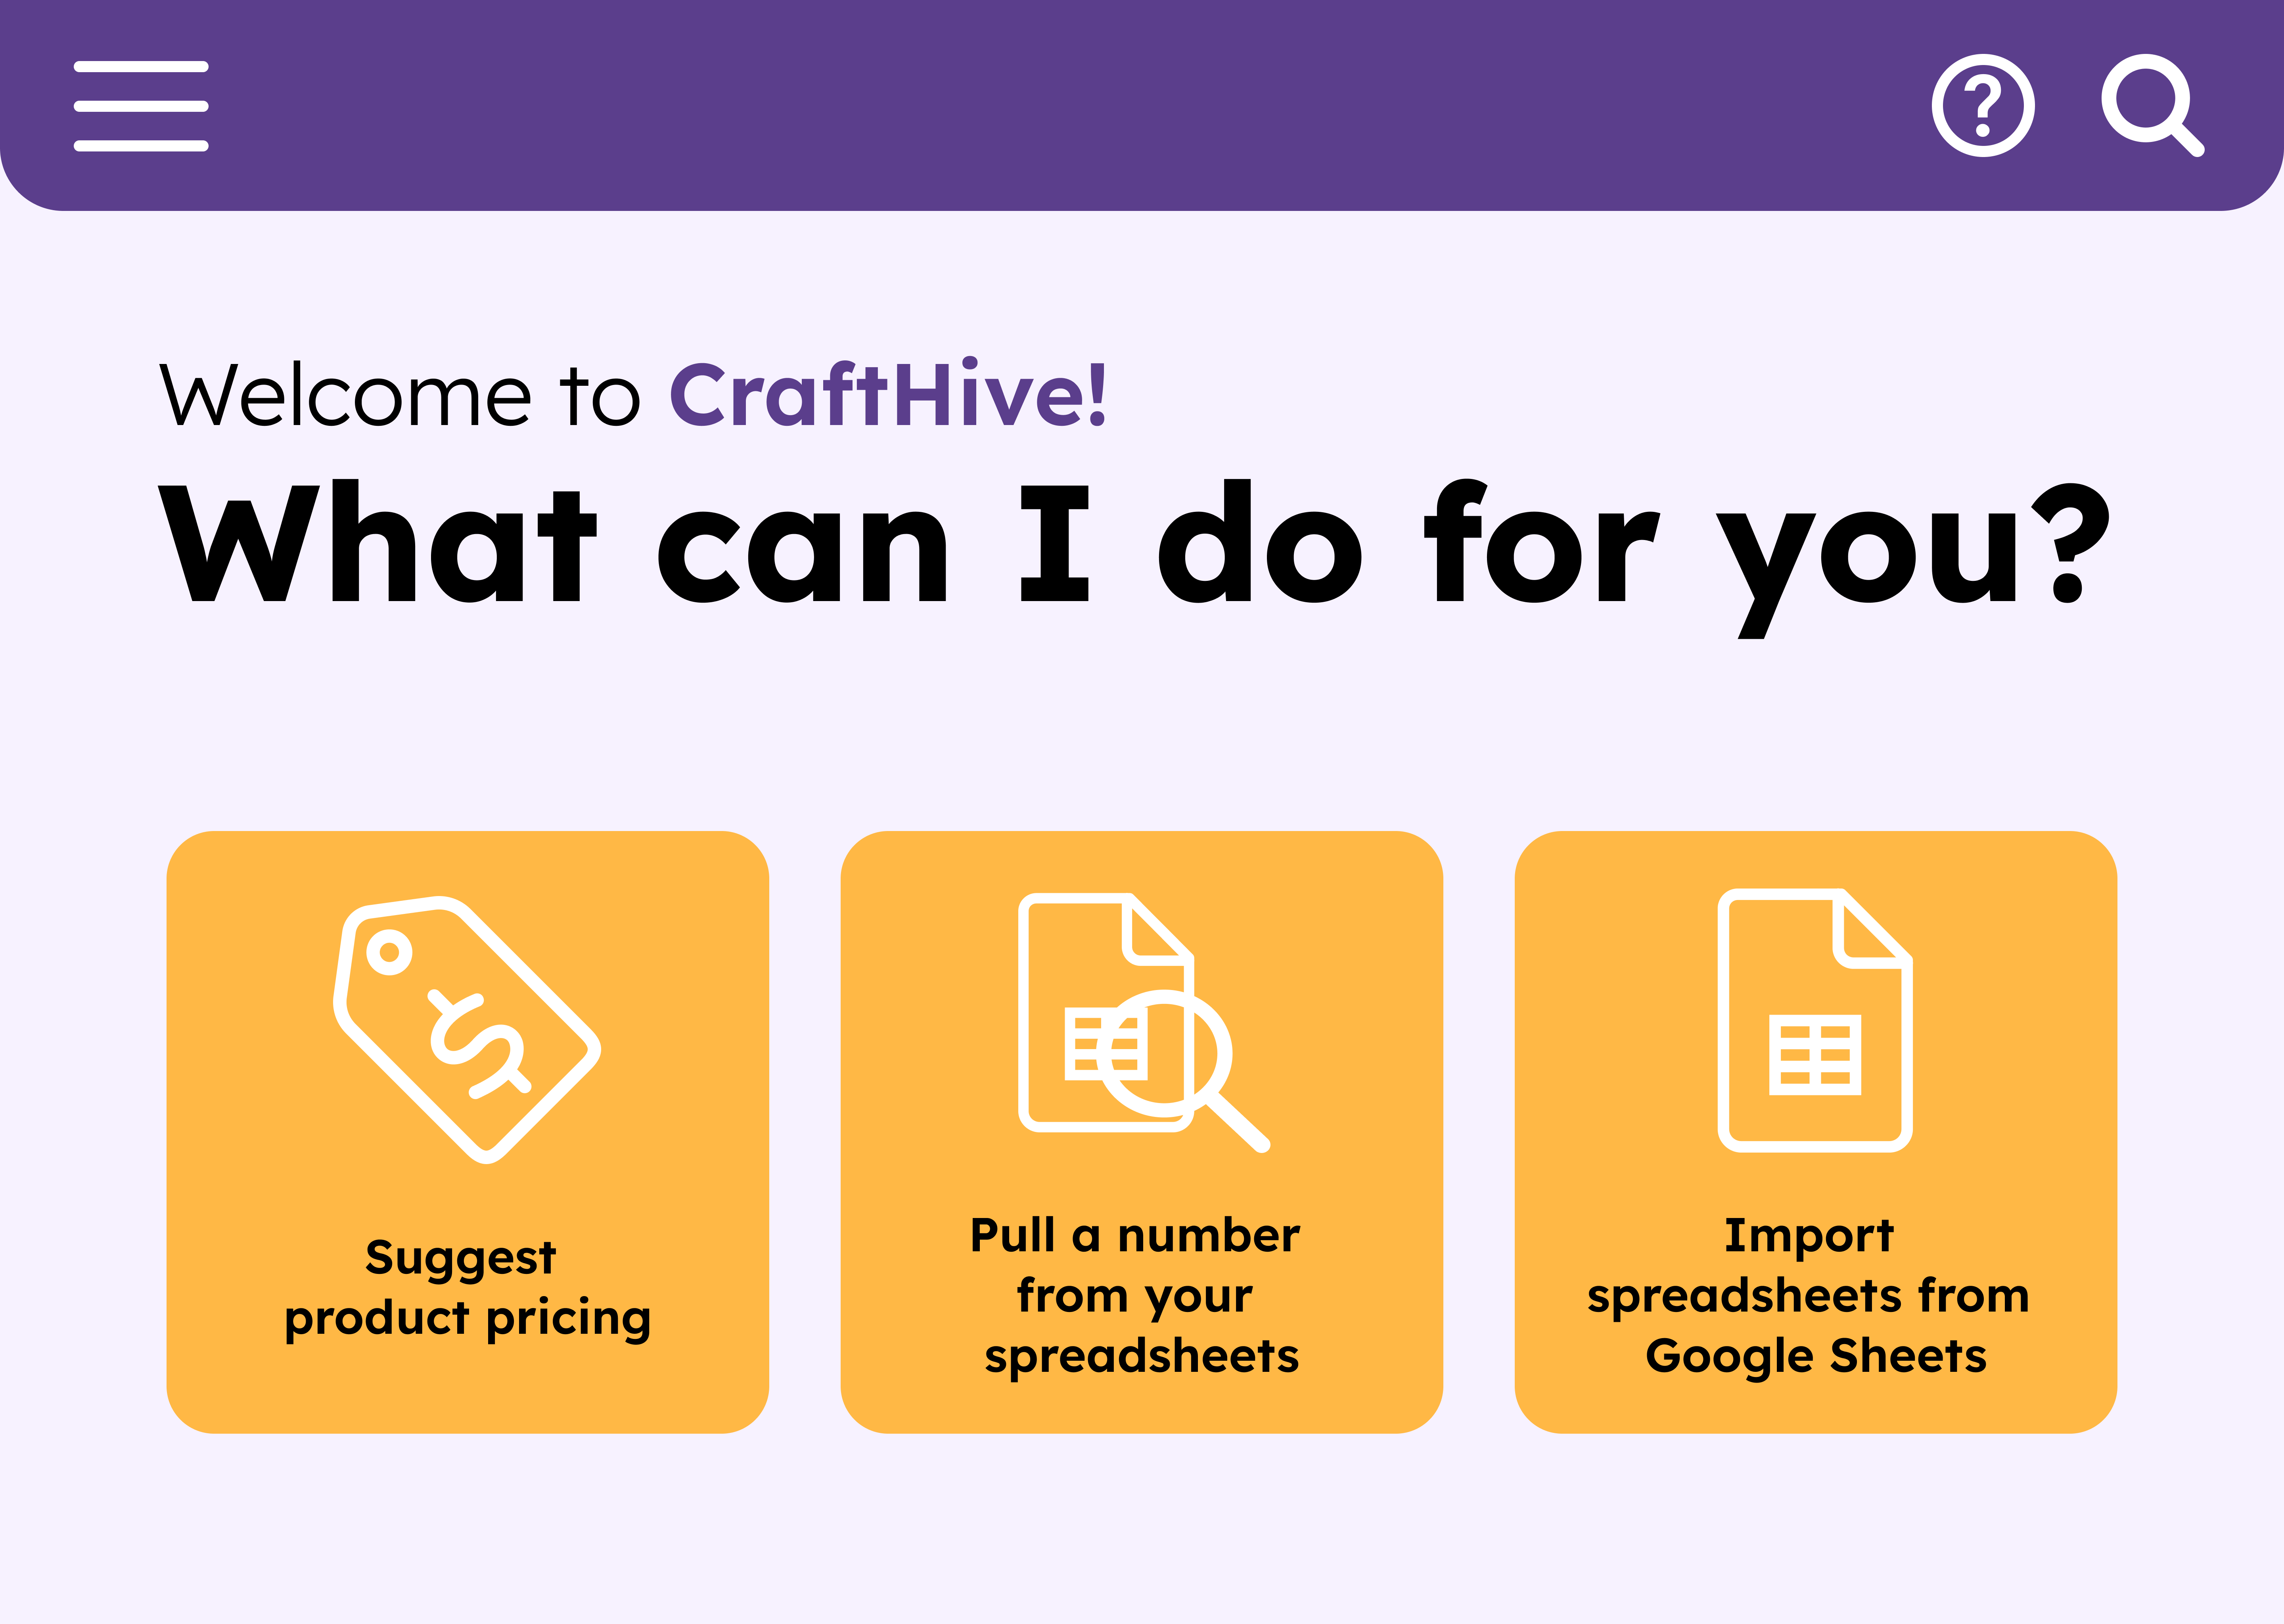 Welcome to CraftHive!
What can I do for you?
Suggest
product pricing
Pull a number
from your
spreadsheets
Import
spreadsheets from
Google Sheets